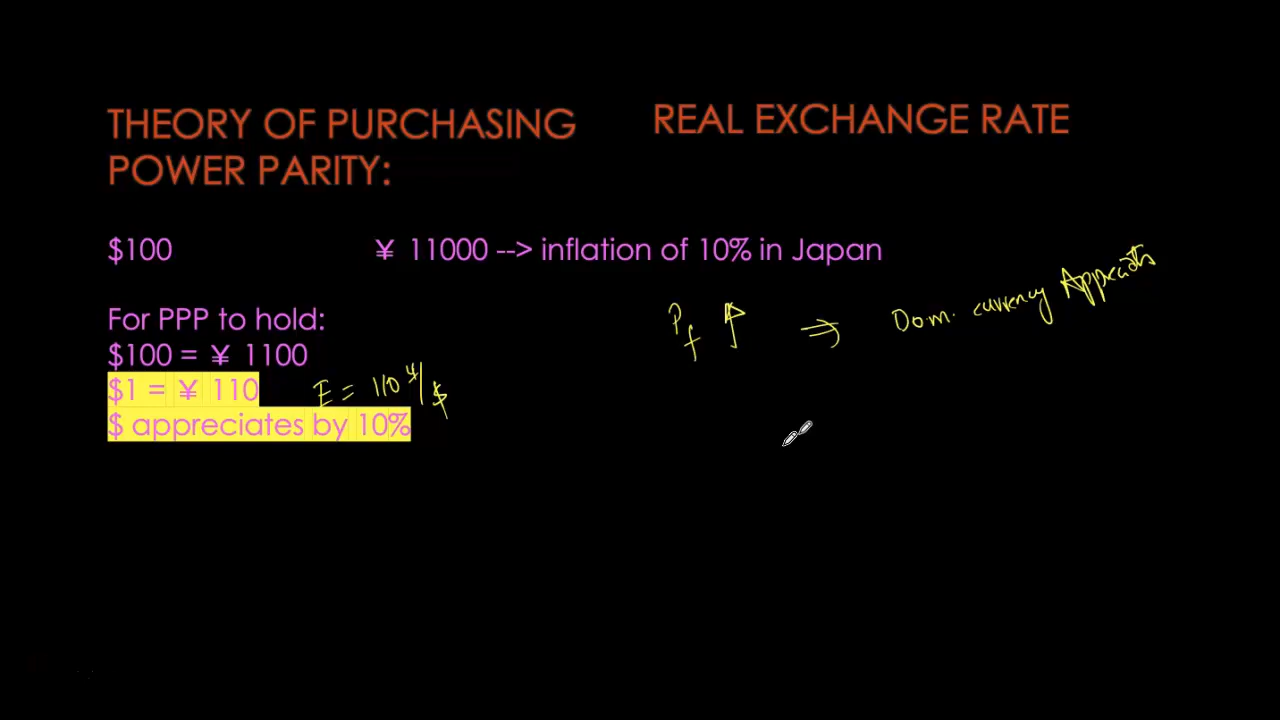 THEORY OF PURCHASING
POWER PARITY:
REAL EXCHANGE RATE
$100 ¥ 11000 --> inflation of 10% in Japan
Pf ↑ ⇒ Dom. currency Appreciates
For PPP to hold:
$100 = ¥ 1100
$1 = ¥ 110 E = 110 ¥/$
$ appreciates by 10%